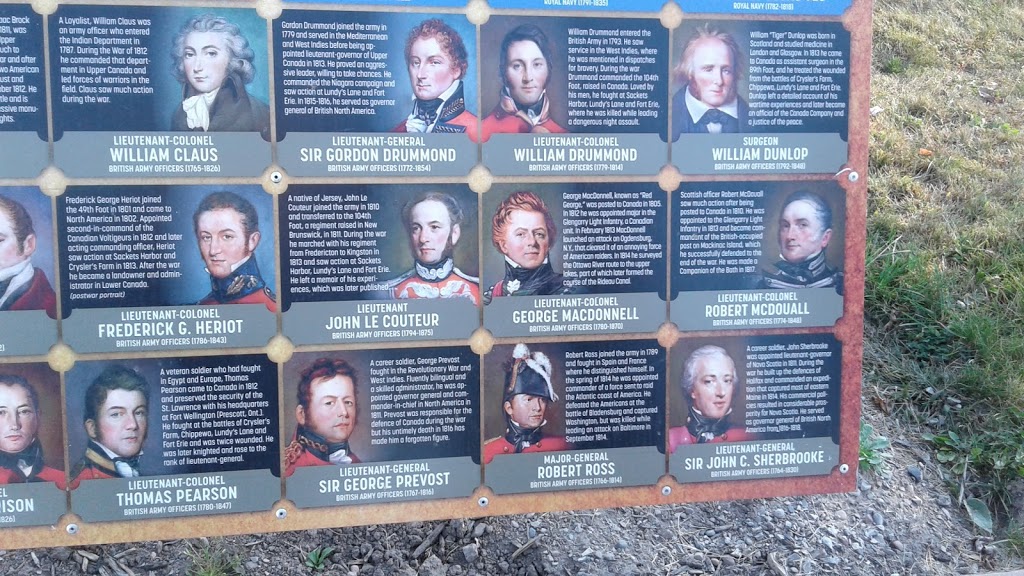 ROYAL NAVY (1791-1835)
ROYAL NAVY (1782-1819)
aac Brock
1811, was
Upper
uch to
ar and after
wo American
us and
ber 1812. He
tle and is
ssive monu-
ghts.
A Loyalist, William Claus was
an army officer who entered
the Indian Department in
1787. During the War of 1812
he commanded that depart-
ment in Upper Canada and
led forces of warriors in the
field. Claus saw much action
during the war.
LIEUTENANT-COLONEL
WILLIAM CLAUS
BRITISH ARMY OFFICERS (1765-1826)
Gordon Drummond joined the army in
1779 and served in the Mediterranean
and West Indies before being ap-
pointed lieutenant-governor of Upper
Canada in 1813. He proved an aggres-
sive leader, willing to take chances. He
commanded the Niagara campaign and
saw action at Lundy's Lane and Fort
Erie. In 1815-1816, he served as governor
general of British North America.
LIEUTENANT-GENERAL
SIR GORDON DRUMMOND
BRITISH ARMY OFFICERS (1772-1854)
William Drummond entered the
British Army in 1793. He saw
service in the West Indies, where
he was mentioned in dispatches
for bravery. During the war
Drummond commanded the 104th
Foot, raised in Canada. Loved by
his men, he fought at Sackets
Harbor, Lundy's Lane and Fort Erie,
where he was killed while leading
a dangerous night assault.
LIEUTENANT-COLONEL
WILLIAM DRUMMOND
BRITISH ARMY OFFICERS (1779-1814)
William "Tiger" Dunlop was born in
Scotland and studied medicine in
London and Glasgow. In 1813 he came
to Canada as assistant surgeon in the
89th Foot, and he treated the wounded
from the battles of Crysler's Farm,
Chippewa, Lundy's Lane and Fort Erie.
Dunlop left a detailed account of his
wartime experiences and later became
an official of the Canada Company and
a justice of the peace.
SURGEON
WILLIAM DUNLOP
BRITISH ARMY OFFICERS (1792-1848)
Frederick George Heriot joined
the 49th Foot in 1801 and came to
North America in 1802. Appointed
second-in-command of the
Canadian Voltigeurs in 1812 and later
acting commanding officer, Heriot
saw action at Sackets Harbor and
Crysler's Farm in 1813. After the war
he became a landowner and admin-
istrator in Lower Canada.
(postwar portrait)
LIEUTENANT-COLONEL
FREDERICK G. HERIOT
BRITISH ARMY OFFICERS (1786-1843)
A native of Jersey, John Le
Couteur joined the army in 1810
and transferred to the 104th
Foot, a regiment raised in New
Brunswick, in 1811. During the war
he marched with his regiment
from Fredericton to Kingston in
1813 and saw action at Sackets
Harbor, Lundy's Lane and Fort Erie.
He left a memoir of his experi-
ences, which was later published.
LIEUTENANT
JOHN LE COUTEUR
BRITISH ARMY OFFICERS (1794-1875)
George MacDonnell, known as "Red
George," was posted to Canada in 1805.
In 1812 he was appointed major in the
Glengarry Light Infantry, a Canadian
unit. In February 1813 MacDonnell
launched an attack on Ogdensburg,
N.Y., that cleared it of an annoying force
of American raiders. In 1814 he surveyed
the Ottawa River route to the upper
lakes, part of which later formed the
course of the Rideau Canal.
LIEUTENANT-COLONEL
GEORGE MACDONNELL
BRITISH ARMY OFFICERS (1780-1870)
Scottish officer Robert McDouall
saw much action after being
posted to Canada in 1810. He was
appointed to the Glengarry Light
Infantry in 1813 and became com-
mandant of the British-occupied
post on Mackinac Island, which
he successfully defended to the
end of the war. He was made a
Companion of the Bath in 1817.
LIEUTENANT-COLONEL
ROBERT MCDOUALL
BRITISH ARMY OFFICERS (1774-1848)
EL
RISON
1826)
A veteran soldier who had fought
in Egypt and Europe, Thomas
Pearson came to Canada in 1812
and preserved the security of the
St. Lawrence with his headquarters
at Fort Wellington (Prescott, Ont.).
He fought at the battles of Crysler's
Farm, Chippewa, Lundy's Lane and
Fort Erie and was twice wounded. He
was later knighted and rose to the
rank of lieutenant-general.
LIEUTENANT-COLONEL
THOMAS PEARSON
BRITISH ARMY OFFICERS (1780-1847)
A career soldier, George Prevost
fought in the Revolutionary War and
West Indies. Fluently bilingual and
a skilled administrator, he was ap-
pointed governor general and com-
mander-in-chief in North America in
1811. Prevost was responsible for the
defence of Canada during the war
but his untimely death in 1816 has
made him a forgotten figure.
LIEUTENANT-GENERAL
SIR GEORGE PREVOST
BRITISH ARMY OFFICERS (1767-1816)
Robert Ross joined the army in 1789
and fought in Spain and France
where he distinguished himself. In
the spring of 1814 he was appointed
commander of a force sent to raid
the Atlantic coast of America. He
defeated the Americans at the
battle of Bladensburg and captured
Washington, but was killed while
leading an attack on Baltimore in
September 1814.
MAJOR-GENERAL
ROBERT ROSS
BRITISH ARMY OFFICERS (1766-1814)
A career soldier, John Sherbrooke
was appointed lieutenant-governor
of Nova Scotia in 1811. During the
war he built up the defences of
Halifax and commanded an expedi-
tion that captured most of eastern
Maine in 1814. His commercial poli-
cies resulted in considerable pros-
perity for Nova Scotia. He served
as governor general of British North
America from 1816-1818.
LIEUTENANT-GENERAL
SIR JOHN C. SHERBROOKE
BRITISH ARMY OFFICERS (1764-1830)